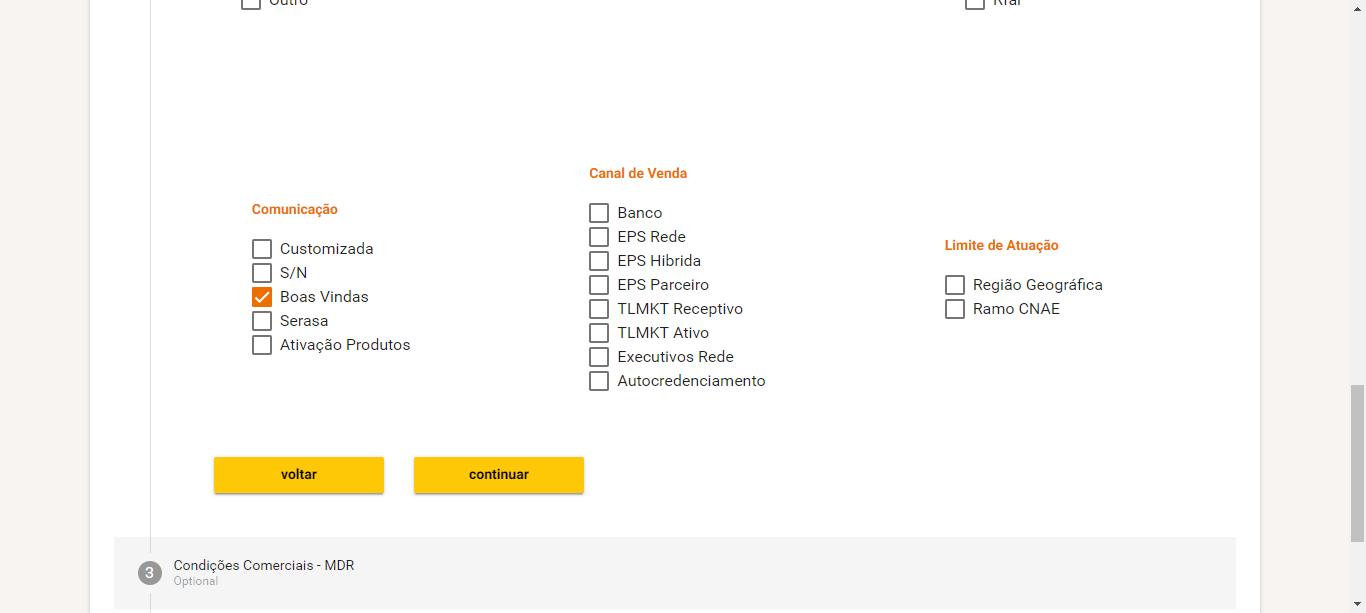 Outro
Canal de Venda
Comunicação
Banco
EPS Rede
Limite de Atuação
Customizada
EPS Hibrida
S/N
EPS Parceiro
Região Geográfica
Boas Vindas
TLMKT Receptivo
Ramo CNAE
Serasa
TLMKT Ativo
Ativação Produtos
Executivos Rede
Autocredenciamento
voltar
continuar
3
Condições Comerciais - MDR
Optional